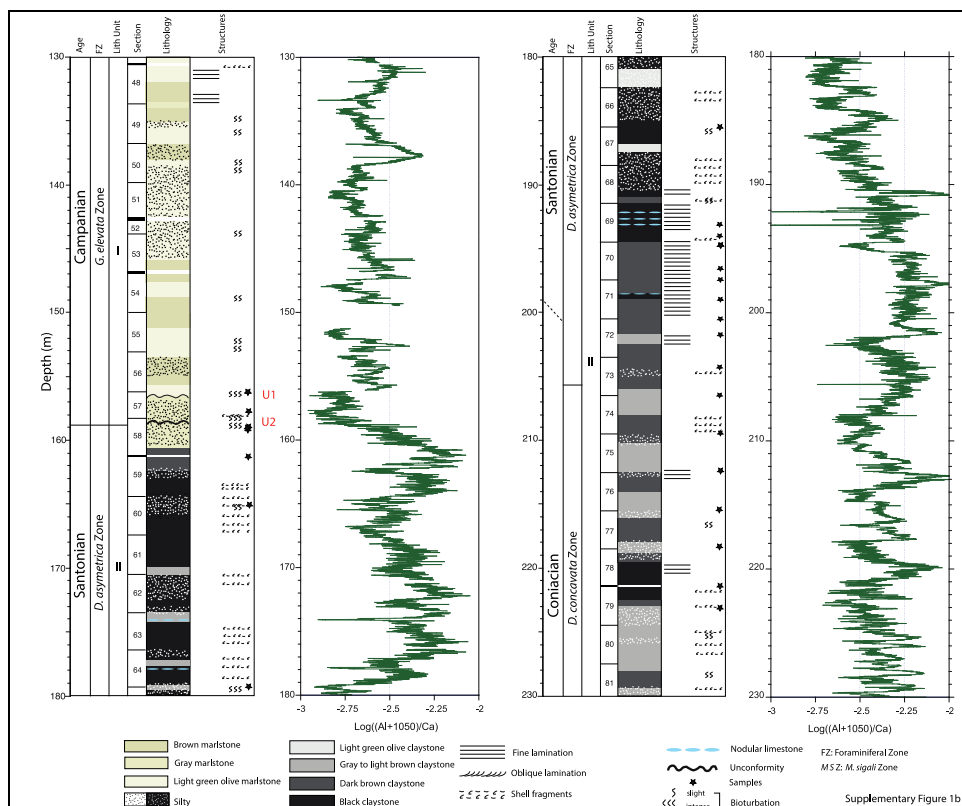 Age FZ Lith Unit Section Lithology Structures
Age FZ Lith Unit Section Lithology Structures
130
140
150
160
170
180
Depth (m)
Campanian
Santonian
G. elevata Zone
D. asymetrica Zone
I
II
48
49
50
51
52
53
54
55
56
57
58
59
60
61
62
63
64
U1
U2
130
140
150
160
170
180
-3 -2.75 -2.5 -2.25 -2
Log((Al+1050)/Ca)
180
190
200
210
220
230
Santonian
Coniacian
D. asymetrica Zone
D. concavata Zone
II
65
66
67
68
69
70
71
72
73
74
75
76
77
78
79
80
81
180
190
200
210
220
230
-3 -2.75 -2.5 -2.25 -2
Log((Al+1050)/Ca)
Brown marlstone
Gray marlstone
Light green olive marlstone
Silty
Light green olive claystone
Gray to light brown claystone
Dark brown claystone
Black claystone
Fine lamination
Oblique lamination
Shell fragments
Nodular limestone
Unconformity
Samples
slight
intense
Bioturbation
FZ: Foraminiferal Zone
M S Z: M. sigali Zone
Supplementary Figure 1b